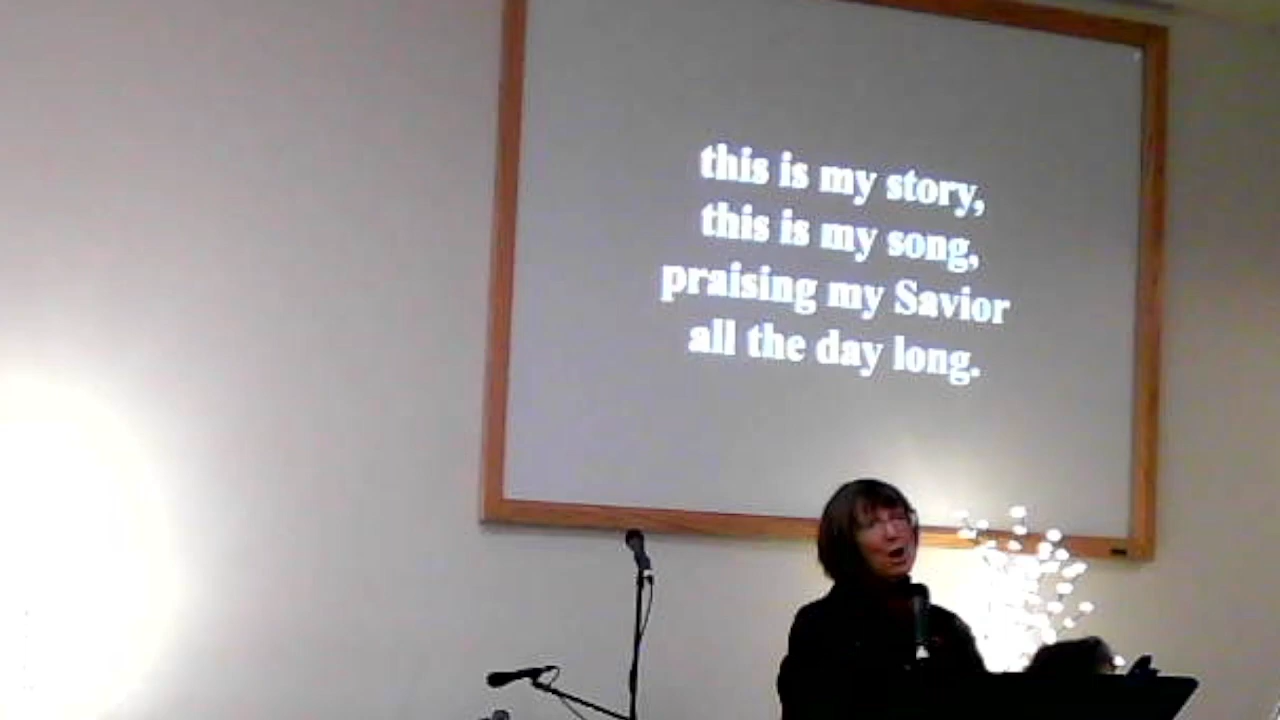 this is my story,
this is my song,
praising my Savior
all the day long.